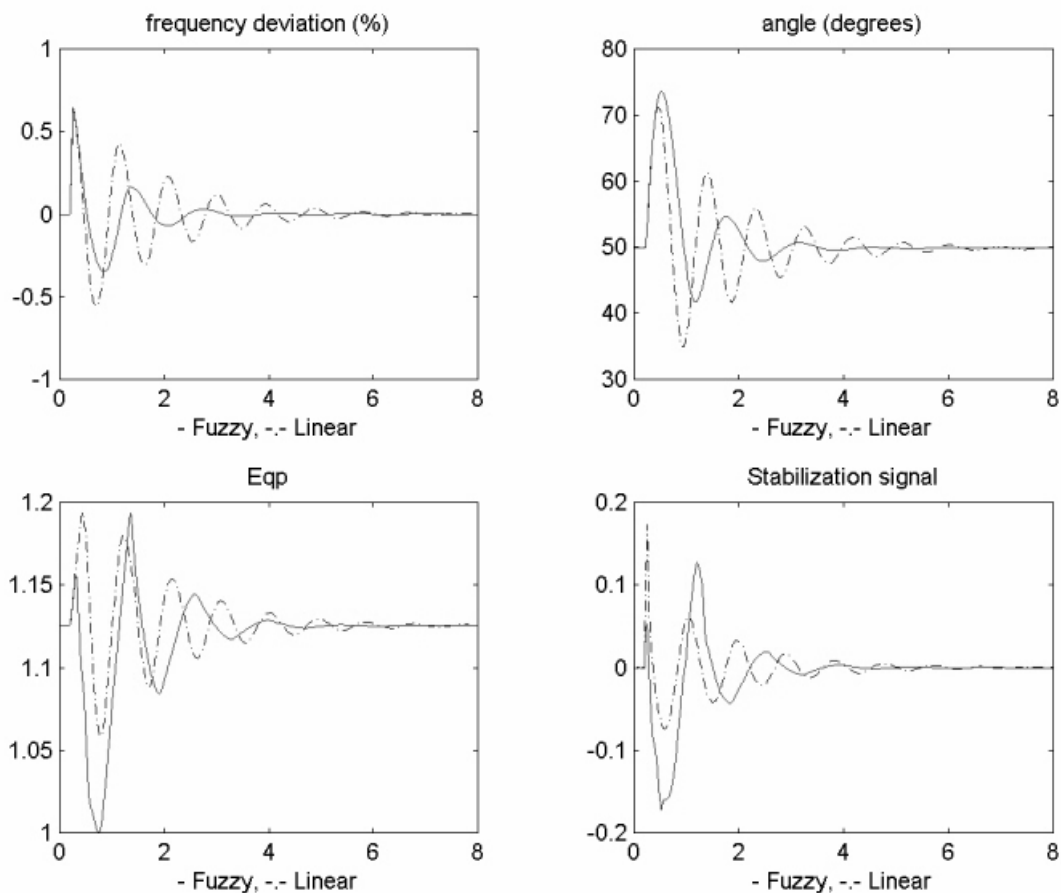 frequency deviation (%)
1
0.5
0
-0.5
-1
0 2 4 6 8
- Fuzzy, -.- Linear
angle (degrees)
80
70
60
50
40
30
0 2 4 6 8
- Fuzzy, -.- Linear
Eqp
1.2
1.15
1.1
1.05
1
0 2 4 6 8
- Fuzzy, -.- Linear
Stabilization signal
0.2
0.1
0
-0.1
-0.2
0 2 4 6 8
- Fuzzy, -.- Linear